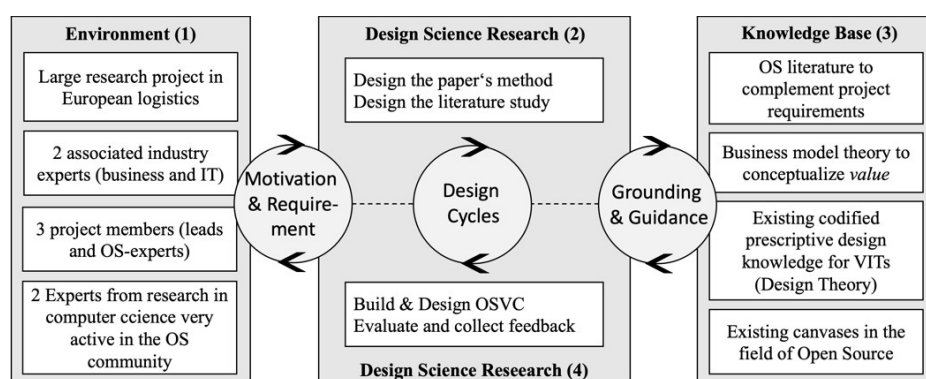 Environment (1)
Large research project in
European logistics
2 associated industry
experts (business and IT)
3 project members (leads
and OS-experts)
2 Experts from research in
computer ccience very
active in the OS
community
Motivation
& Require-
ment
Design Science Research (2)
Design the paper‘s method
Design the literature study
Design
Cycles
Build & Design OSVC
Evaluate and collect feedback
Design Science Reseearch (4)
Grounding
& Guidance
Knowledge Base (3)
OS literature to
complement project
requirements
Business model theory to
conceptualize value
Existing codified
prescriptive design
knowledge for VITs
(Design Theory)
Existing canvases in the
field of Open Source